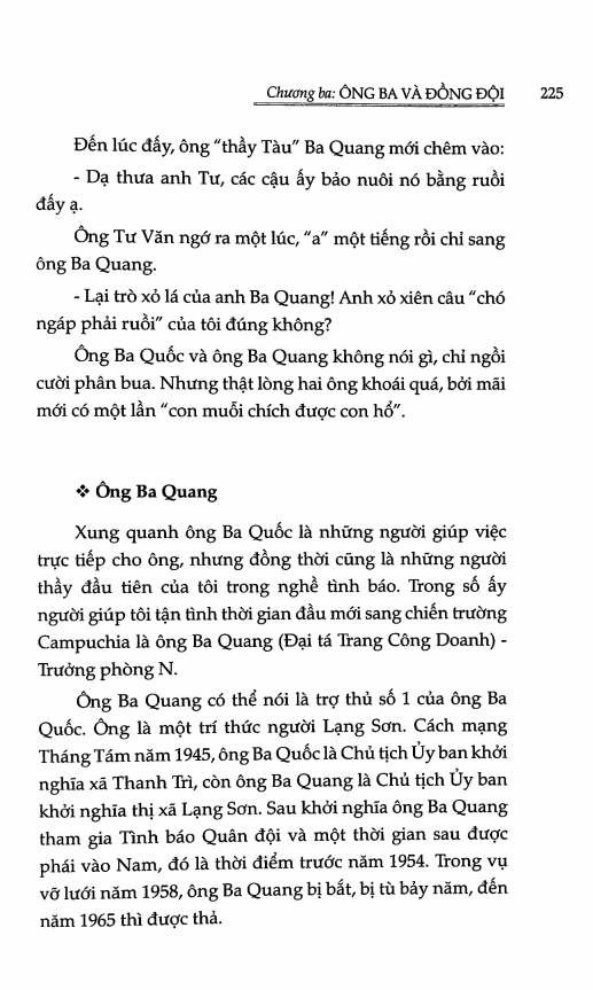 Chương ba: ÔNG BA VÀ ĐỒNG ĐỘI 225
Đến lúc đấy, ông “thầy Tàu” Ba Quang mới chêm vào:
- Dạ thưa anh Tư, các cậu ấy bảo nuôi nó bằng ruồi
đấy ạ.
Ông Tư Văn ngớ ra một lúc, “a” một tiếng rồi chỉ sang
ông Ba Quang.
- Lại trò xỏ lá của anh Ba Quang! Anh xỏ xiên câu “chó
ngáp phải ruồi” của tôi đúng không?
Ông Ba Quốc và ông Ba Quang không nói gì, chỉ ngồi
cười phân bua. Nhưng thật lòng hai ông khoái quá, bởi mãi
mới có một lần “con muỗi chích được con hổ”.
❖ Ông Ba Quang
Xung quanh ông Ba Quốc là những người giúp việc
trực tiếp cho ông, nhưng đồng thời cũng là những người
thầy đầu tiên của tôi trong nghề tình báo. Trong số ấy
người giúp tôi tận tình thời gian đầu mới sang chiến trường
Campuchia là ông Ba Quang (Đại tá Trang Công Doanh) -
Trưởng phòng N.
Ông Ba Quang có thể nói là trợ thủ số 1 của ông Ba
Quốc. Ông là một trí thức người Lạng Sơn. Cách mạng
Tháng Tám năm 1945, ông Ba Quốc là Chủ tịch Ủy ban khởi
nghĩa xã Thanh Trì, còn ông Ba Quang là Chủ tịch Ủy ban
khởi nghĩa thị xã Lạng Sơn. Sau khởi nghĩa ông Ba Quang
tham gia Tình báo Quân đội và một thời gian sau được
phái vào Nam, đó là thời điểm trước năm 1954. Trong vụ
vỡ lưới năm 1958, ông Ba Quang bị bắt, bị tù bảy năm, đến
năm 1965 thì được thả.